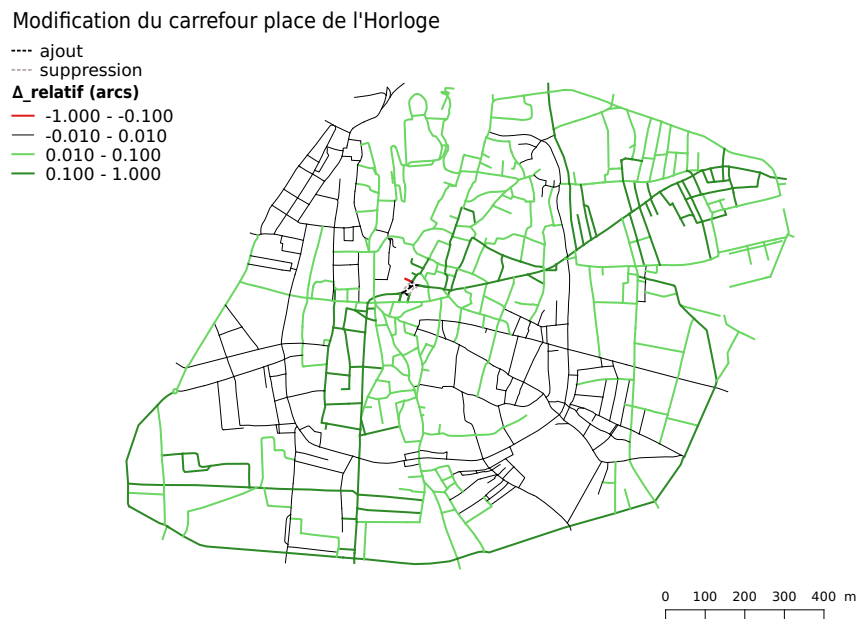 Modification du carrefour place de l'Horloge
ajout
suppression
Δ_relatif (arcs)
-1.000 - -0.100
-0.010 - 0.010
0.010 - 0.100
0.100 - 1.000
0 100 200 300 400 m